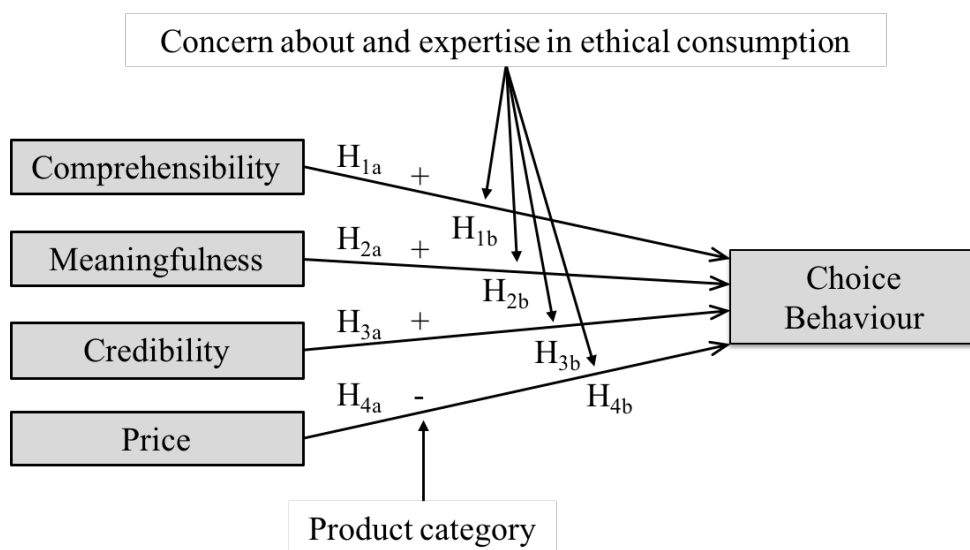 Concern about and expertise in ethical consumption
Comprehensibility
H1a +
H1b
Meaningfulness
H2a +
H2b
Credibility
H3a +
H3b
Price
H4a -
H4b
Choice
Behaviour
Product category